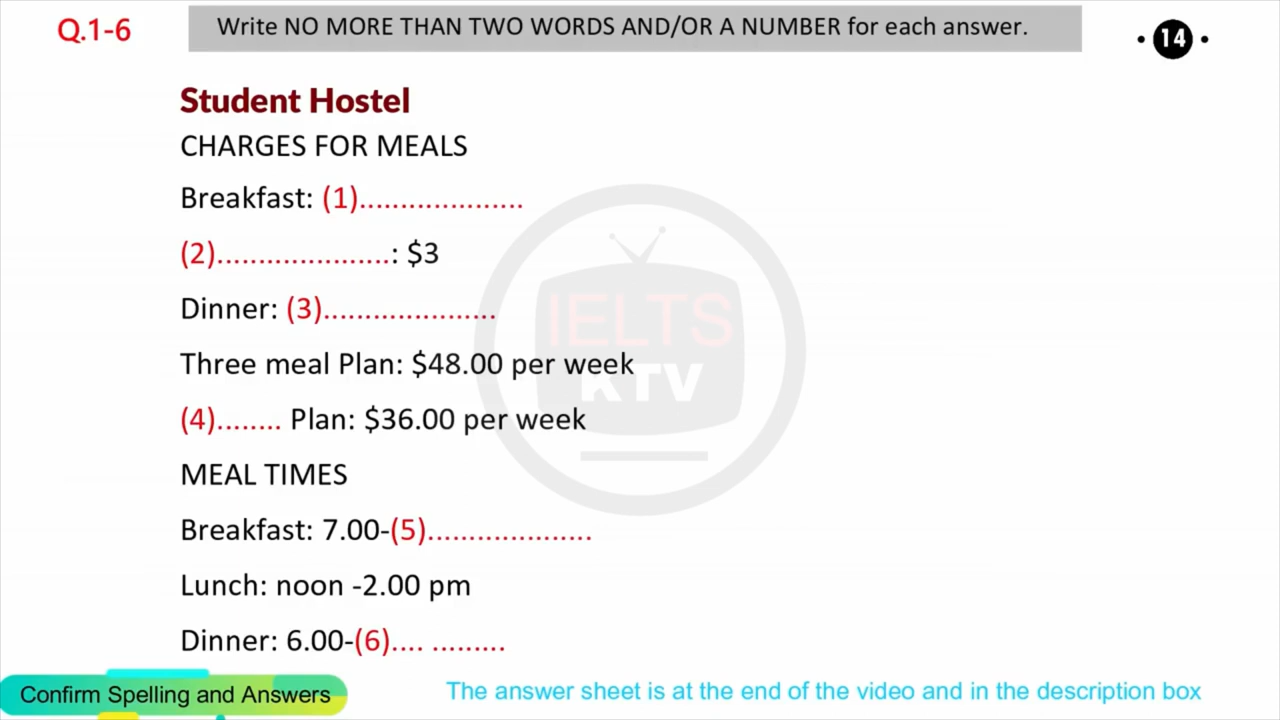 Q.1-6
Write NO MORE THAN TWO WORDS AND/OR A NUMBER for each answer.
• 14 •
Student Hostel
CHARGES FOR MEALS
Breakfast: (1)....................
(2).....................: $3
Dinner: (3).....................
IELTS
Three meal Plan: $48.00 per week
KTV
(4)........ Plan: $36.00 per week
MEAL TIMES
Breakfast: 7.00-(5)....................
Lunch: noon -2.00 pm
Dinner: 6.00-(6).... .........
Confirm Spelling and Answers
The answer sheet is at the end of the video and in the description box